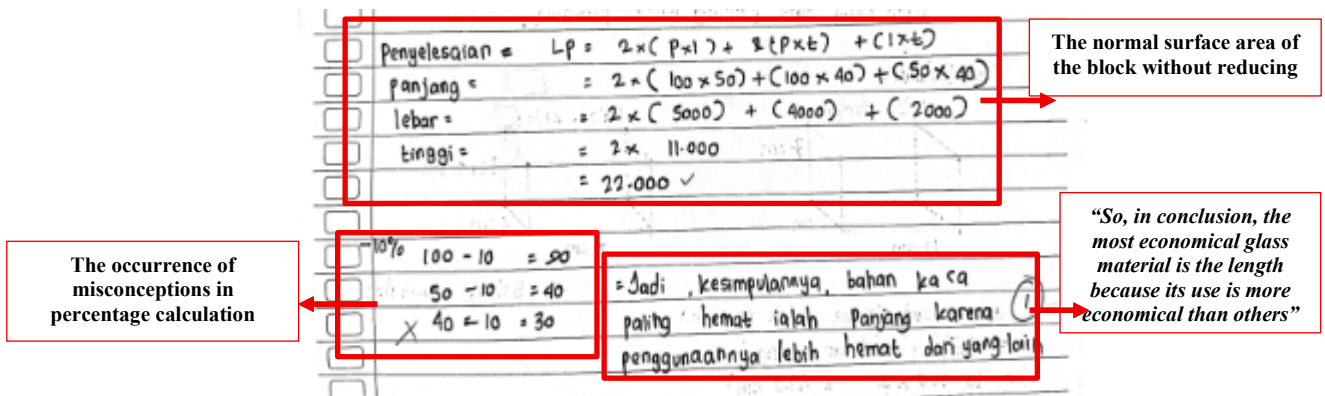 Penyelesaian = Lp = 2×(p×l)+ 2(p×t) +(l×t)
panjang = = 2×(100×50)+(100×40)+(50×40)
lebar = = 2×( 5000) + (4000) + ( 2000)
tinggi = = 2× 11.000
= 22.000 ✓
The normal surface area of
the block without reducing
-10% 100 - 10 = 90
50 - 10 = 40
× 40 - 10 = 30
The occurrence of
misconceptions in
percentage calculation
= Jadi , kesimpulannya, bahan kaca
paling hemat ialah Panjang karena 1
penggunaannya lebih hemat dari yang lain
“So, in conclusion, the
most economical glass
material is the length
because its use is more
economical than others”